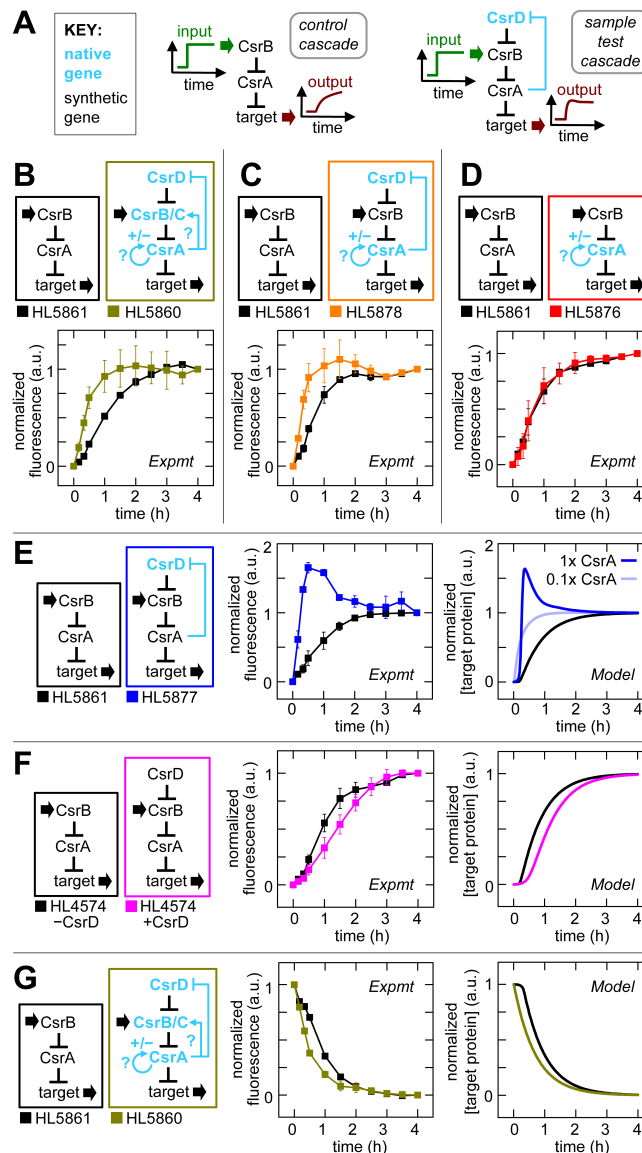 A
KEY:
native
gene
synthetic
gene
input
time
CsrB
CsrA
target
control
cascade
output
time
input
time
CsrD
CsrB
CsrA
target
sample
test
cascade
output
time
B
CsrB
CsrA
target
HL5861
CsrD
CsrB/C
+/−
?
?
CsrA
target
HL5860
normalized
fluorescence (a.u.)
1
0
Expmt
0 1 2 3 4
time (h)
C
CsrB
CsrA
target
HL5861
CsrD
CsrB
+/−
?
CsrA
target
HL5878
normalized
fluorescence (a.u.)
1
0
Expmt
0 1 2 3 4
time (h)
D
CsrB
CsrA
target
HL5861
CsrB
+/−
?
CsrA
target
HL5876
normalized
fluorescence (a.u.)
1
0
Expmt
0 1 2 3 4
time (h)
E
CsrB
CsrA
target
HL5861
CsrD
CsrB
CsrA
target
HL5877
normalized
fluorescence (a.u.)
2
1
0
Expmt
0 1 2 3 4
time (h)
normalized
[target protein] (a.u.)
2
1
0
1x CsrA
0.1x CsrA
Model
0 1 2 3 4
time (h)
F
CsrB
CsrA
target
HL4574
−CsrD
CsrD
CsrB
CsrA
target
HL4574
+CsrD
normalized
fluorescence (a.u.)
1
0
Expmt
0 1 2 3 4
time (h)
normalized
[target protein] (a.u.)
1
0
Model
0 1 2 3 4
time (h)
G
CsrB
CsrA
target
HL5861
CsrD
CsrB/C
+/−
?
?
CsrA
target
HL5860
normalized
fluorescence (a.u.)
1
0
Expmt
0 1 2 3 4
time (h)
normalized
[target protein] (a.u.)
1
0
Model
0 1 2 3 4
time (h)